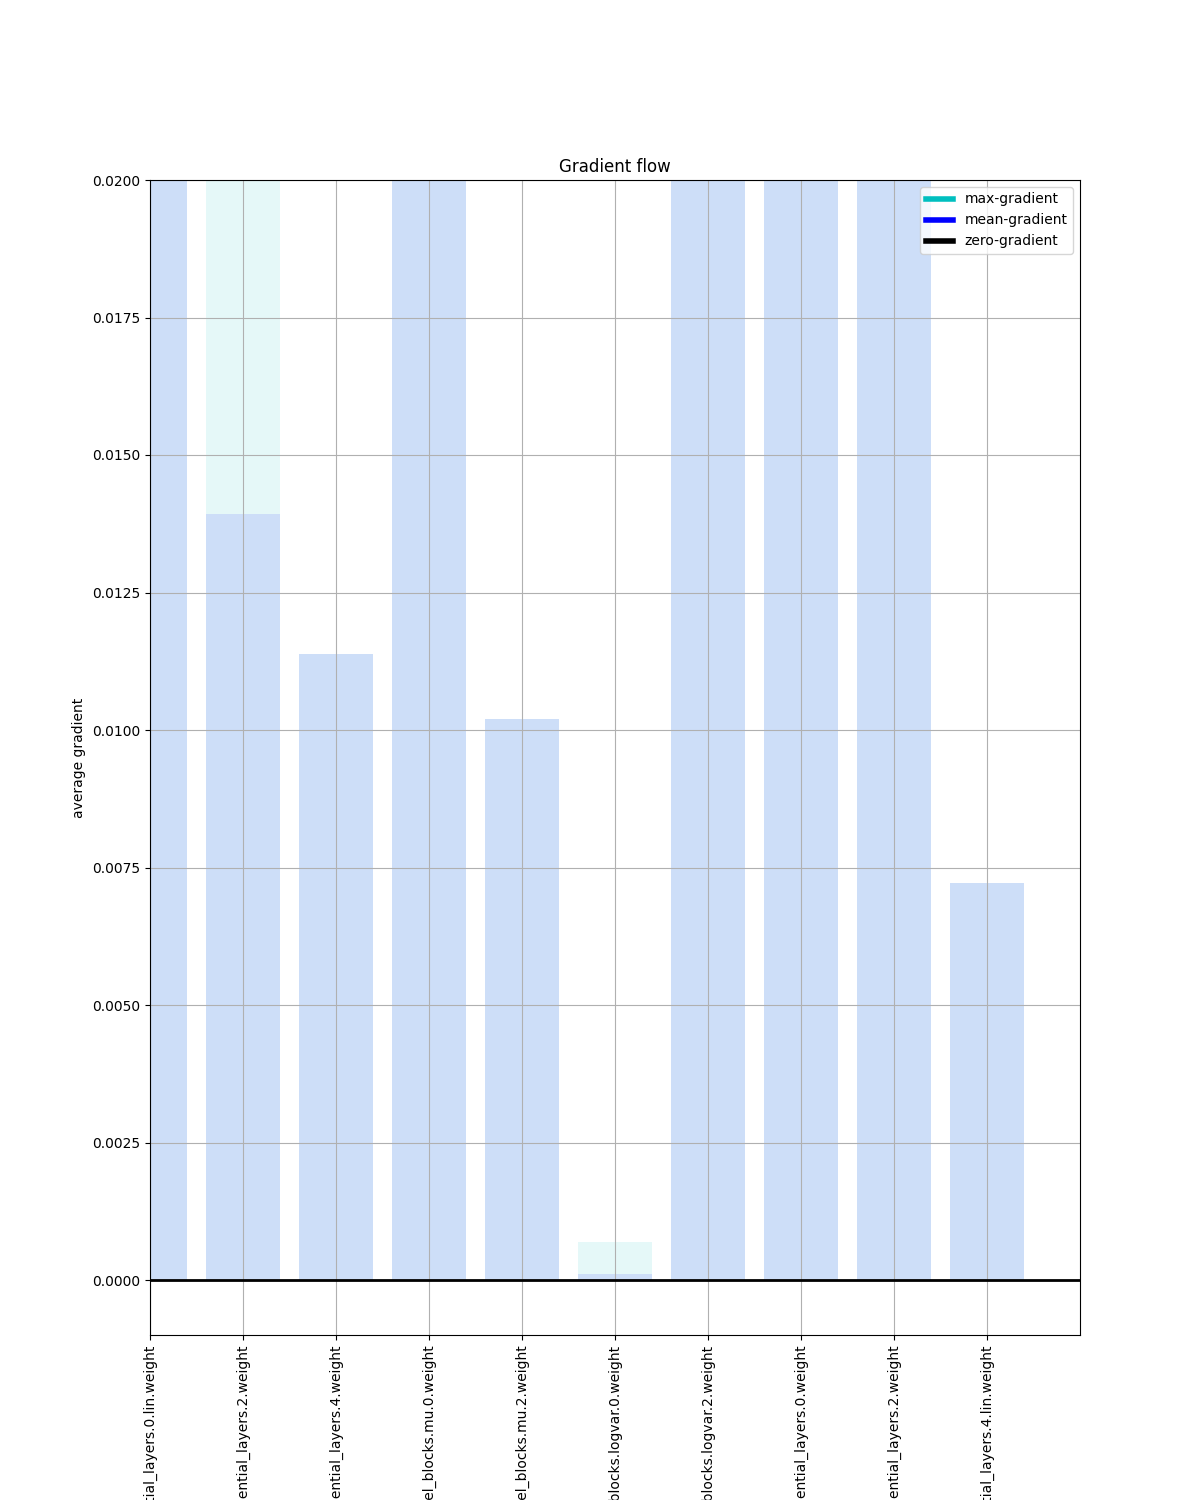 Gradient flow
max-gradient
mean-gradient
zero-gradient
0.0200
0.0175
0.0150
0.0125
0.0100
0.0075
0.0050
0.0025
0.0000
average gradient
tial_layers.0.lin.weight
ential_layers.2.weight
ential_layers.4.weight
el_blocks.mu.0.weight
el_blocks.mu.2.weight
blocks.logvar.0.weight
blocks.logvar.2.weight
ential_layers.0.weight
ential_layers.2.weight
tial_layers.4.lin.weight